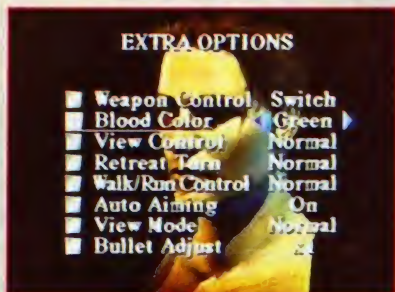 EXTRA OPTIONS
Weapon Control Switch
Blood Color Green
View Control Normal
Retreat Turn Normal
Walk/Run Control Normal
Auto Aiming On
View Mode Normal
Bullet Adjust